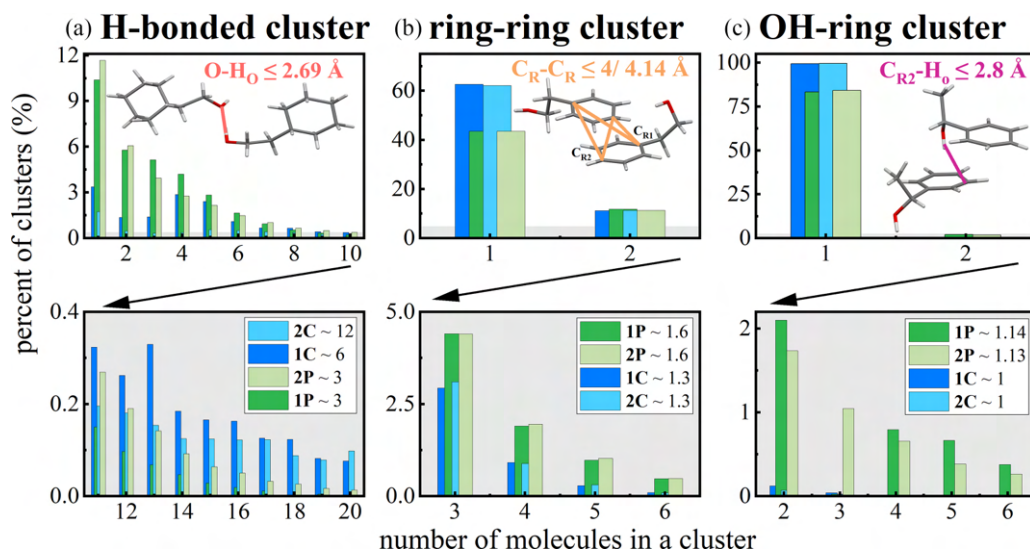 (a) H-bonded cluster
(b) ring-ring cluster
(c) OH-ring cluster
percent of clusters (%)
12
9
6
3
0
O-H_O ≤ 2.69 Å
2 4 6 8 10
60
40
20
0
C_R-C_R ≤ 4/ 4.14 Å
C_R1
C_R2
1 2
100
75
50
25
0
C_R2-H_o ≤ 2.8 Å
1 2
0.4
0.2
0.0
2C ~ 12
1C ~ 6
2P ~ 3
1P ~ 3
12 14 16 18 20
5.0
2.5
0.0
1P ~ 1.6
2P ~ 1.6
1C ~ 1.3
2C ~ 1.3
3 4 5 6
2
1
0
1P ~ 1.14
2P ~ 1.13
1C ~ 1
2C ~ 1
2 3 4 5 6
number of molecules in a cluster